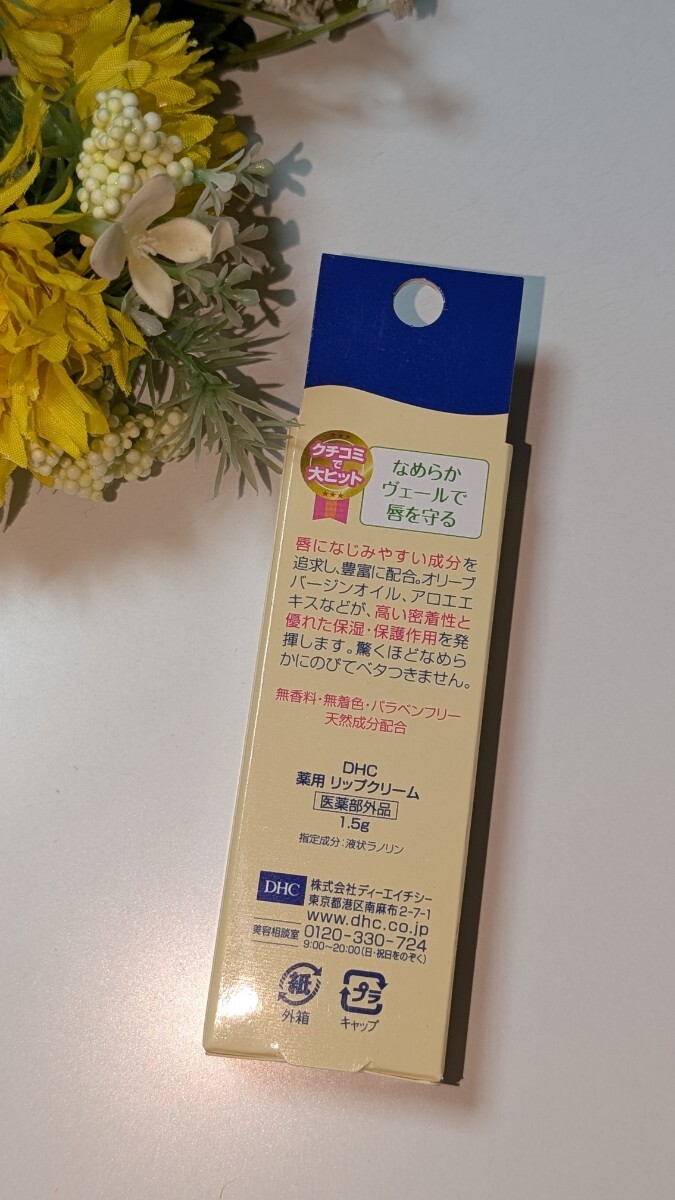 クチコミ
で
大ヒット
なめらか
ヴェールで
唇を守る
唇になじみやすい成分を
追求し、豊富に配合。オリーブ
バージンオイル、アロエエ
キスなどが、高い密着性と
優れた保湿・保護作用を発
揮します。驚くほどなめら
かにのびてベタつきません。
無香料・無着色・パラベンフリー
天然成分配合
DHC
薬用 リップクリーム
医薬部外品
1.5g
指定成分:液状ラノリン
DHC 株式会社ディーエイチシー
東京都港区南麻布2-7-1
www.dhc.co.jp
美容相談室 0120-330-724
9:00〜20:00(日・祝日をのぞく)
紙 プラ
外箱 キャップ